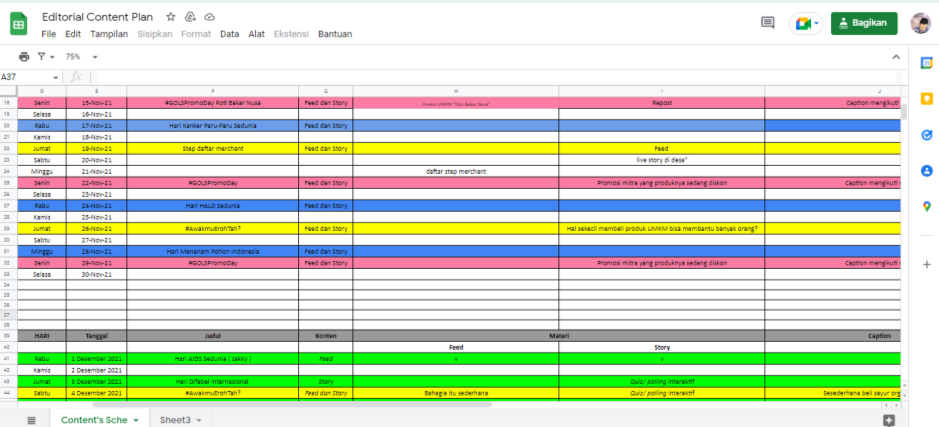 Editorial Content Plan
File Edit Tampilan Sisipkan Format Data Alat Ekstensi Bantuan
Bagikan
75%
A37 fx
D E F G H I J
18 Senin 15-Nov-21 #GOLSPromoDay Roti Bakar Nusa Feed dan Story Promo UMKM "Roti Bakar Nusa" Repost Caption mengikuti
19 Selasa 16-Nov-21
20 Rabu 17-Nov-21 Hari Kanker Paru-Paru Sedunia Feed dan Story
21 Kamis 18-Nov-21
22 Jumat 19-Nov-21 Step daftar merchant Feed dan Story Feed
23 Sabtu 20-Nov-21 live story di desa"
24 Minggu 21-Nov-21 daftar step merchant
25 Senin 22-Nov-21 #GOLSPromoDay Feed dan Story Promosi mitra yang produknya sedang diskon Caption mengikuti
26 Selasa 23-Nov-21
27 Rabu 24-Nov-21 Hari HALO Sedunia Feed dan Story
28 Kamis 25-Nov-21
29 Jumat 26-Nov-21 #AwakmuErohTah? Feed dan Story Hal sekecil membeli produk UMKM bisa membantu banyak orang?
30 Sabtu 27-Nov-21
31 Minggu 28-Nov-21 Hari Menanam Pohon Indonesia Feed dan Story
32 Senin 29-Nov-21 #GOLSPromoDay Feed dan Story Promosi mitra yang produknya sedang diskon Caption mengikuti
33 Selasa 30-Nov-21
34
35
36
37
38
39 HARI Tanggal Judul Konten Materi Caption
40 Feed Story
41 Rabu 1 Desember 2021 Hari AIDS Sedunia ( zakky ) Feed v v
42 Kamis 2 Desember 2021
43 Jumat 3 Desember 2021 Hari Difabel Internasional Story Quiz/ polling interaktif
44 Sabtu 4 Desember 2021 #AwakmuErohTah? Feed dan Story Bahagia itu sederhana Quiz/ polling interaktif Sesederhana beli sayur org
Content's Sche Sheet3